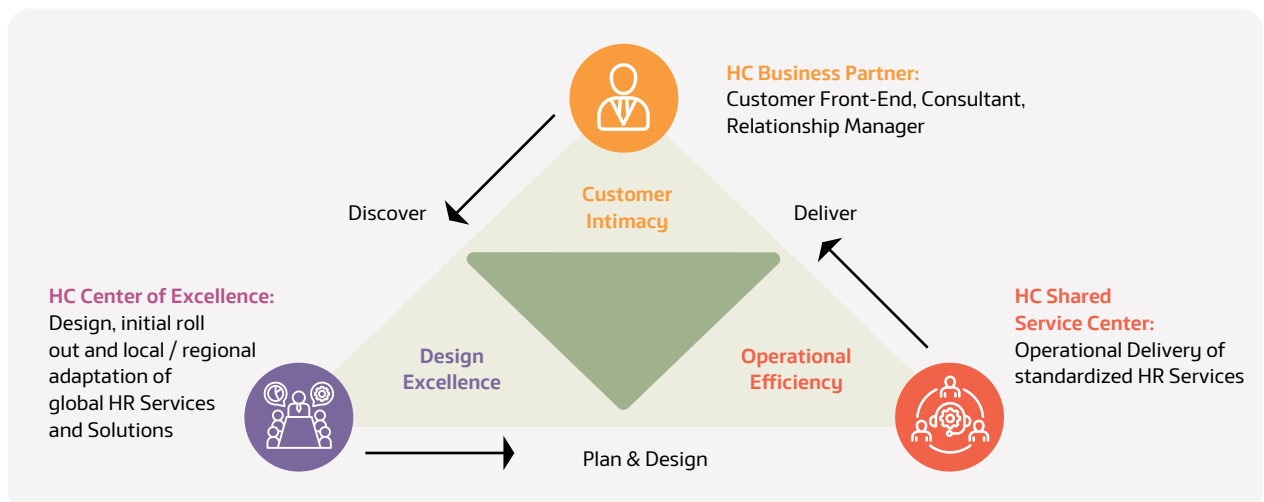 HC Business Partner:
Customer Front-End, Consultant,
Relationship Manager
Customer
Intimacy
Discover
Deliver
HC Center of Excellence:
Design, initial roll
out and local / regional
adaptation of
global HR Services
and Solutions
Design
Excellence
Operational
Efficiency
HC Shared
Service Center:
Operational Delivery of
standardized HR Services
Plan & Design